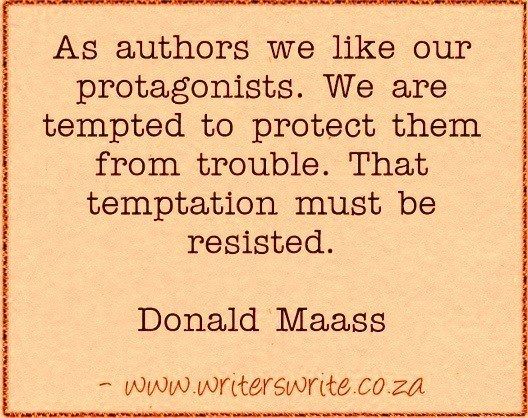 As authors we like our
protagonists. We are
tempted to protect them
from trouble. That
temptation must be
resisted.
Donald Maass
- www.writerswrite.co.za